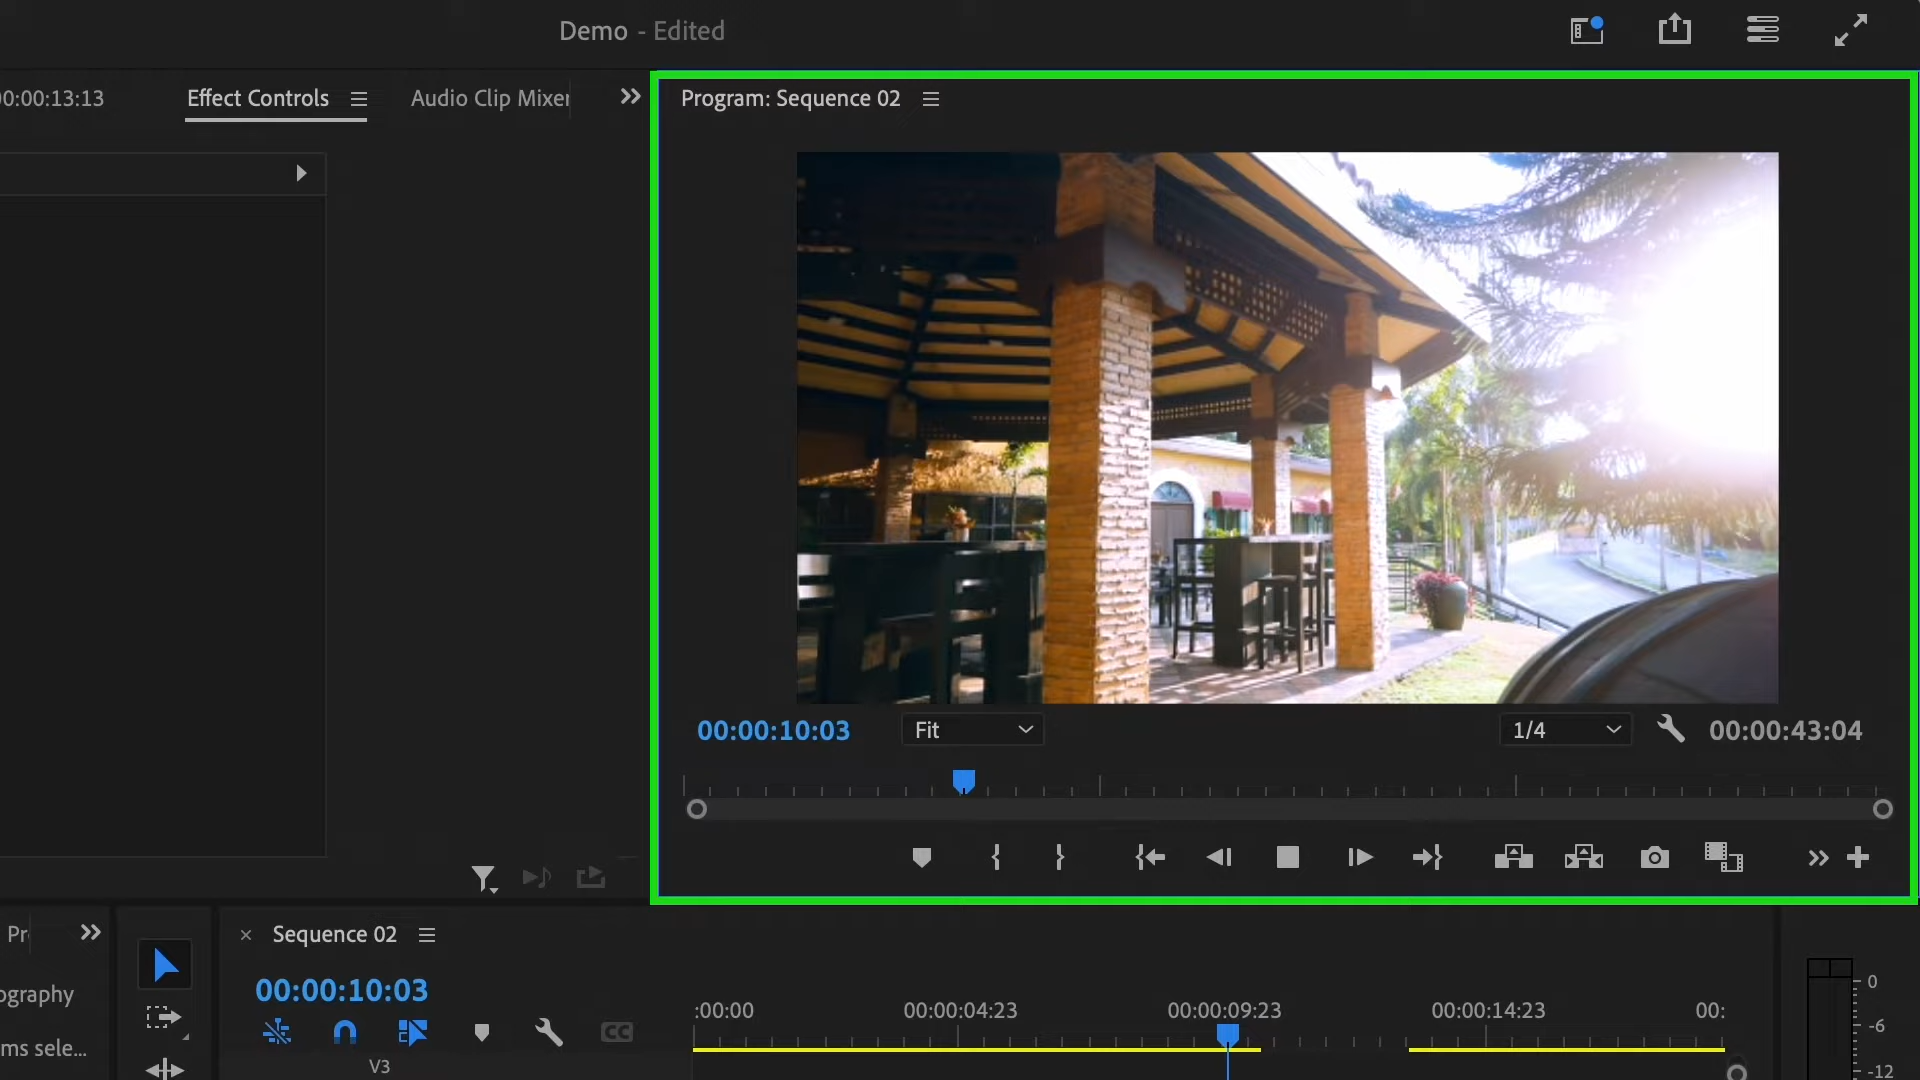 Demo - Edited
00:00:13:13
Effect Controls
Audio Clip Mixer
Program: Sequence 02
00:00:10:03
Fit
1/4
00:00:43:04
Pr
Sequence 02
00:00:10:03
ography
ms sele...
CC
:00:00
00:00:04:23
00:00:09:23
00:00:14:23
00:
V3
0
-6
-12